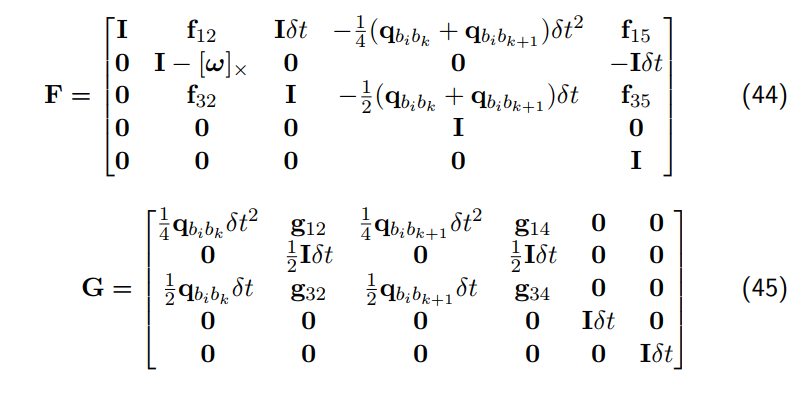 F = [ I f₁₂ Iδt −¼(q_{b_i b_k} + q_{b_i b_{k+1}})δt² f₁₅
0 I − [ω]_× 0 0 −Iδt
0 f₃₂ I −½(q_{b_i b_k} + q_{b_i b_{k+1}})δt f₃₅
0 0 0 I 0
0 0 0 0 I ] (44)
G = [ ¼q_{b_i b_k}δt² g₁₂ ¼q_{b_i b_{k+1}}δt² g₁₄ 0 0
0 ½Iδt 0 ½Iδt 0 0
½q_{b_i b_k}δt g₃₂ ½q_{b_i b_{k+1}}δt g₃₄ 0 0
0 0 0 0 Iδt 0
0 0 0 0 0 Iδt ] (45)